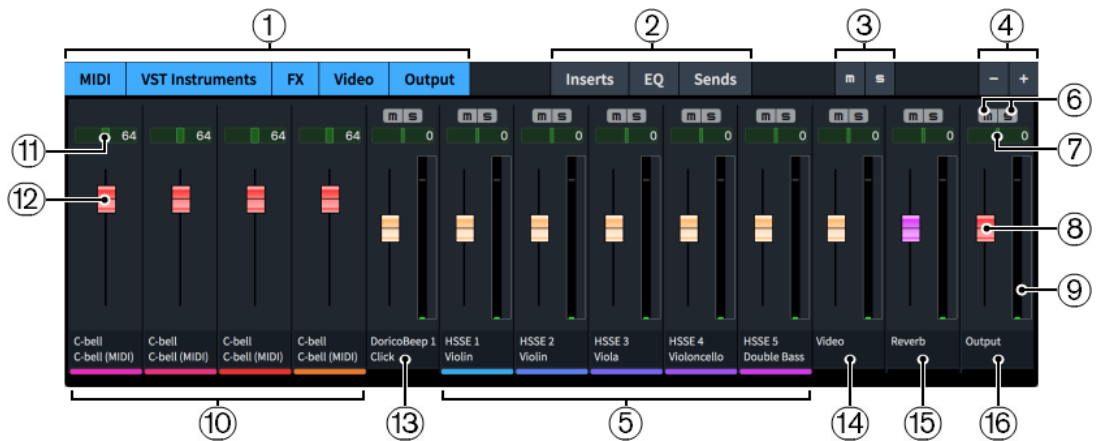 1 2 3 4
MIDI VST Instruments FX Video Output Inserts EQ Sends m s - +
m s m s m s m s m s m s m s 6
11 64 64 64 64 0 0 0 0 0 0 0 0 0 7
12
8
9
C-bell C-bell C-bell C-bell DoricoBeep 1 HSSE 1 HSSE 2 HSSE 3 HSSE 4 HSSE 5 Video Reverb Output
C-bell (MIDI) C-bell (MIDI) C-bell (MIDI) C-bell (MIDI) Click Violin Violin Viola Violoncello Double Bass
10 13 5 14 15 16